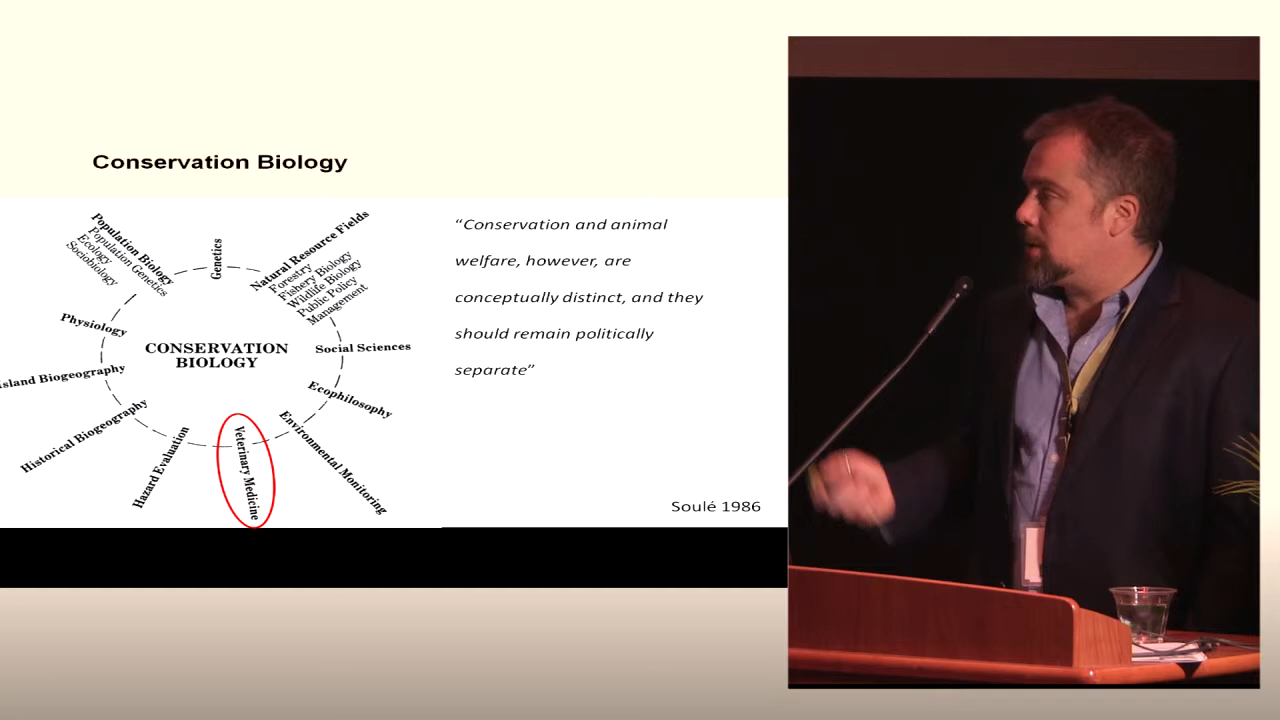 Conservation Biology
Population Biology
Population Genetics
Ecology
Sociobiology
Genetics
Natural Resource Fields
Forestry
Fishery Biology
Wildlife Biology
Public Policy
Management
Physiology
CONSERVATION
BIOLOGY
Social Sciences
Island Biogeography
Ecophilosophy
Historical Biogeography
Hazard Evaluation
Veterinary Medicine
Environmental Monitoring
“Conservation and animal
welfare, however, are
conceptually distinct, and they
should remain politically
separate”
Soulé 1986